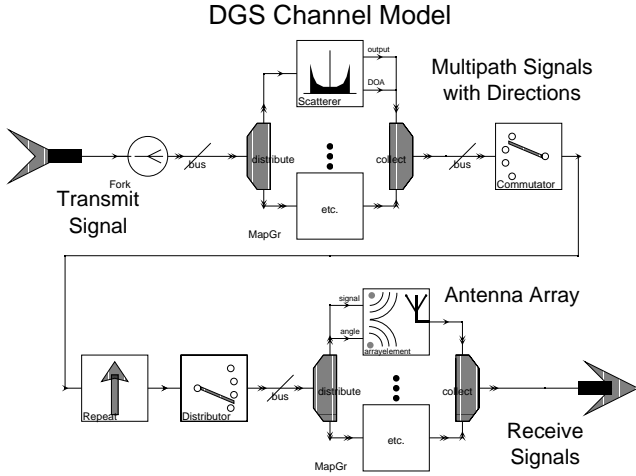 DGS Channel Model
output
DOA
Scatterer
Multipath Signals
with Directions
Fork
bus
distribute
collect
bus
Commutator
Transmit
Signal
etc.
MapGr
signal
angle
arrayelement
Antenna Array
Repeat
Distributor
bus
distribute
collect
etc.
MapGr
Receive
Signals